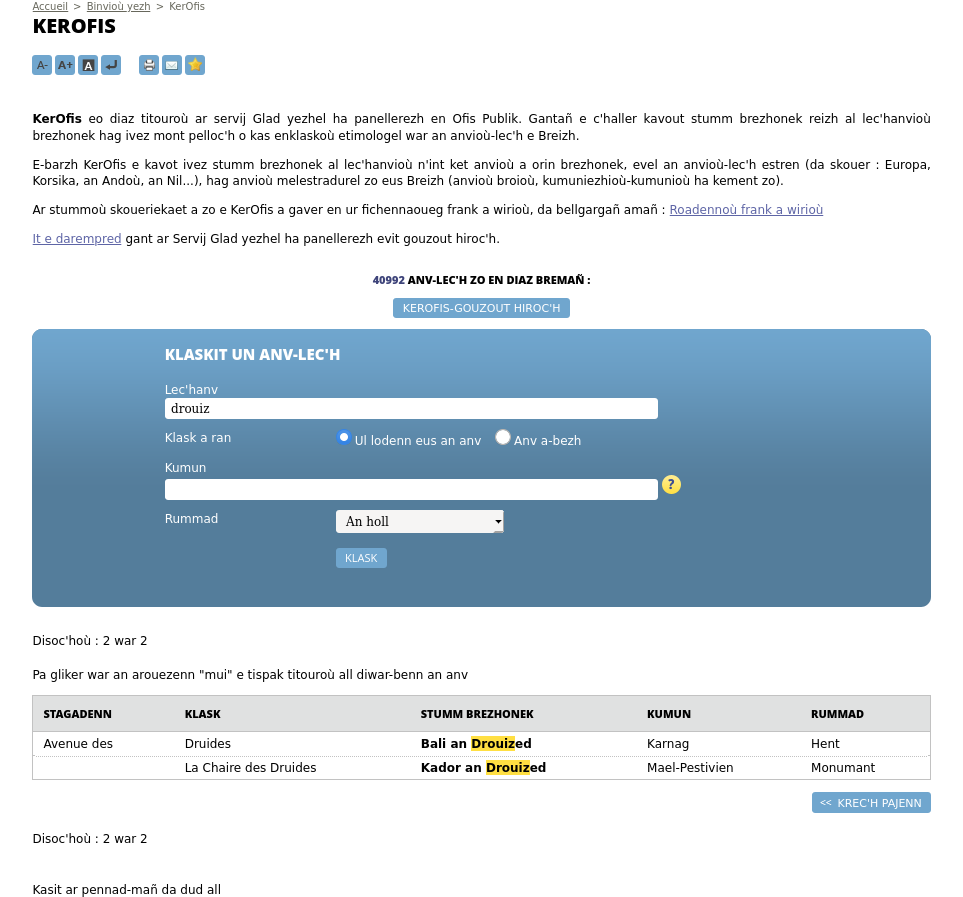 Accueil > Binvioù yezh > KerOfis
KEROFIS
A- A+ A
KerOfis eo diaz titouroù ar servij Glad yezhel ha panellerezh en Ofis Publik. Gantañ e c'haller kavout stumm brezhonek reizh al lec'hanvioù
brezhonek hag ivez mont pelloc'h o kas enklaskoù etimologel war an anvioù-lec'h e Breizh.
E-barzh KerOfis e kavot ivez stumm brezhonek al lec'hanvioù n'int ket anvioù a orin brezhonek, evel an anvioù-lec'h estren (da skouer : Europa,
Korsika, an Andoù, an Nil...), hag anvioù melestradurel zo eus Breizh (anvioù broioù, kumuniezhioù-kumunioù ha kement zo).
Ar stummoù skoueriekaet a zo e KerOfis a gaver en ur fichennaoueg frank a wirioù, da bellgargañ amañ : Roadennoù frank a wirioù
It e darempred gant ar Servij Glad yezhel ha panellerezh evit gouzout hiroc'h.
40992 ANV-LEC'H ZO EN DIAZ BREMAÑ :
KEROFIS-GOUZOUT HIROC'H
KLASKIT UN ANV-LEC'H
Lec'hanv
drouiz
Klask a ran Ul lodenn eus an anv Anv a-bezh
Kumun
?
Rummad An holl
KLASK
Disoc'hoù : 2 war 2
Pa gliker war an arouezenn "mui" e tispak titouroù all diwar-benn an anv
STAGADENN KLASK STUMM BREZHONEK KUMUN RUMMAD
Avenue des Druides Bali an Drouized Karnag Hent
La Chaire des Druides Kador an Drouized Mael-Pestivien Monumant
<< KREC'H PAJENN
Disoc'hoù : 2 war 2
Kasit ar pennad-mañ da dud all